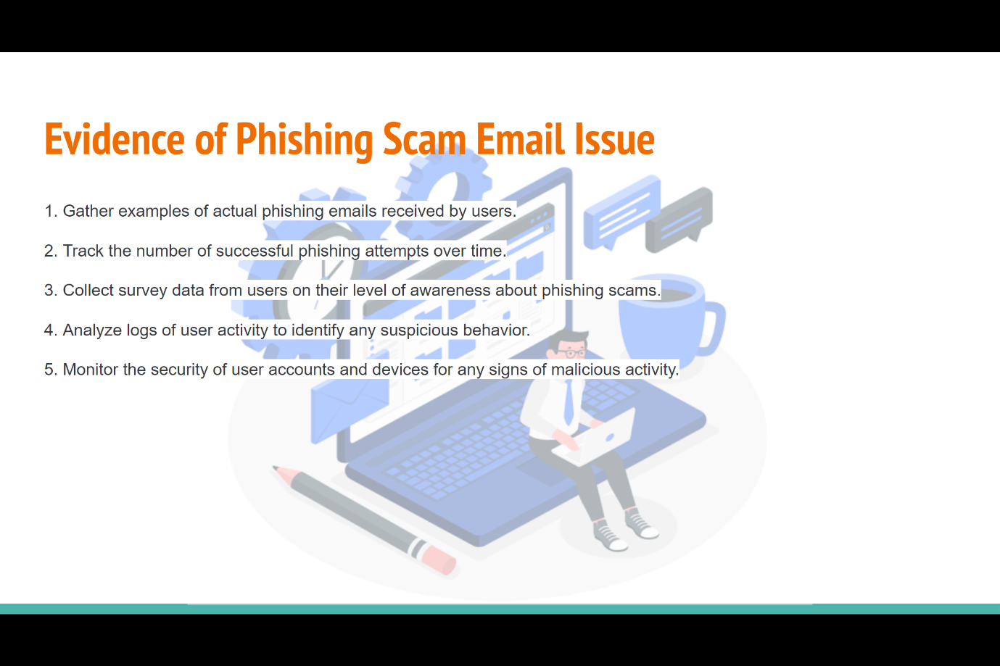 Evidence of Phishing Scam Email Issue
1. Gather examples of actual phishing emails received by users.
2. Track the number of successful phishing attempts over time.
3. Collect survey data from users on their level of awareness about phishing scams.
4. Analyze logs of user activity to identify any suspicious behavior.
5. Monitor the security of user accounts and devices for any signs of malicious activity.